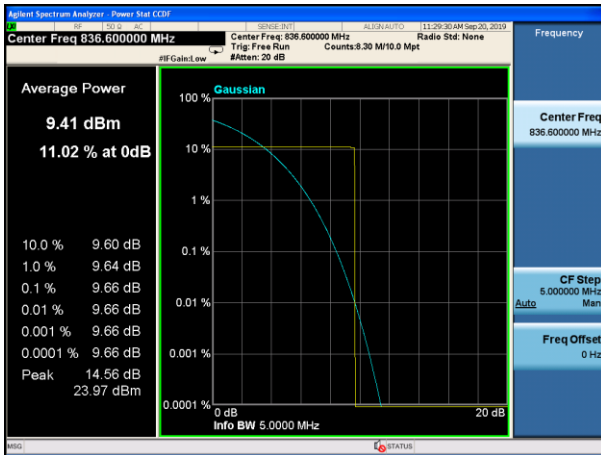 Agilent Spectrum Analyzer - Power Stat CCDF
RF 50 Ω AC SENSE:INT ALIGN AUTO 11:29:30 AM Sep 20, 2019
Center Freq 836.600000 MHz
Center Freq: 836.600000 MHz Radio Std: None
Trig: Free Run Counts:8.30 M/10.0 Mpt
#IFGain:Low #Atten: 20 dB
Frequency
Average Power
9.41 dBm
11.02 % at 0dB
10.0 % 9.60 dB
1.0 % 9.64 dB
0.1 % 9.66 dB
0.01 % 9.66 dB
0.001 % 9.66 dB
0.0001 % 9.66 dB
Peak 14.56 dB
23.97 dBm
Gaussian
100 %
10 %
1 %
0.1 %
0.01 %
0.001 %
0.0001 %
0 dB 20 dB
Info BW 5.0000 MHz
Center Freq
836.600000 MHz
CF Step
5.000000 MHz
Auto Man
Freq Offset
0 Hz
MSG STATUS